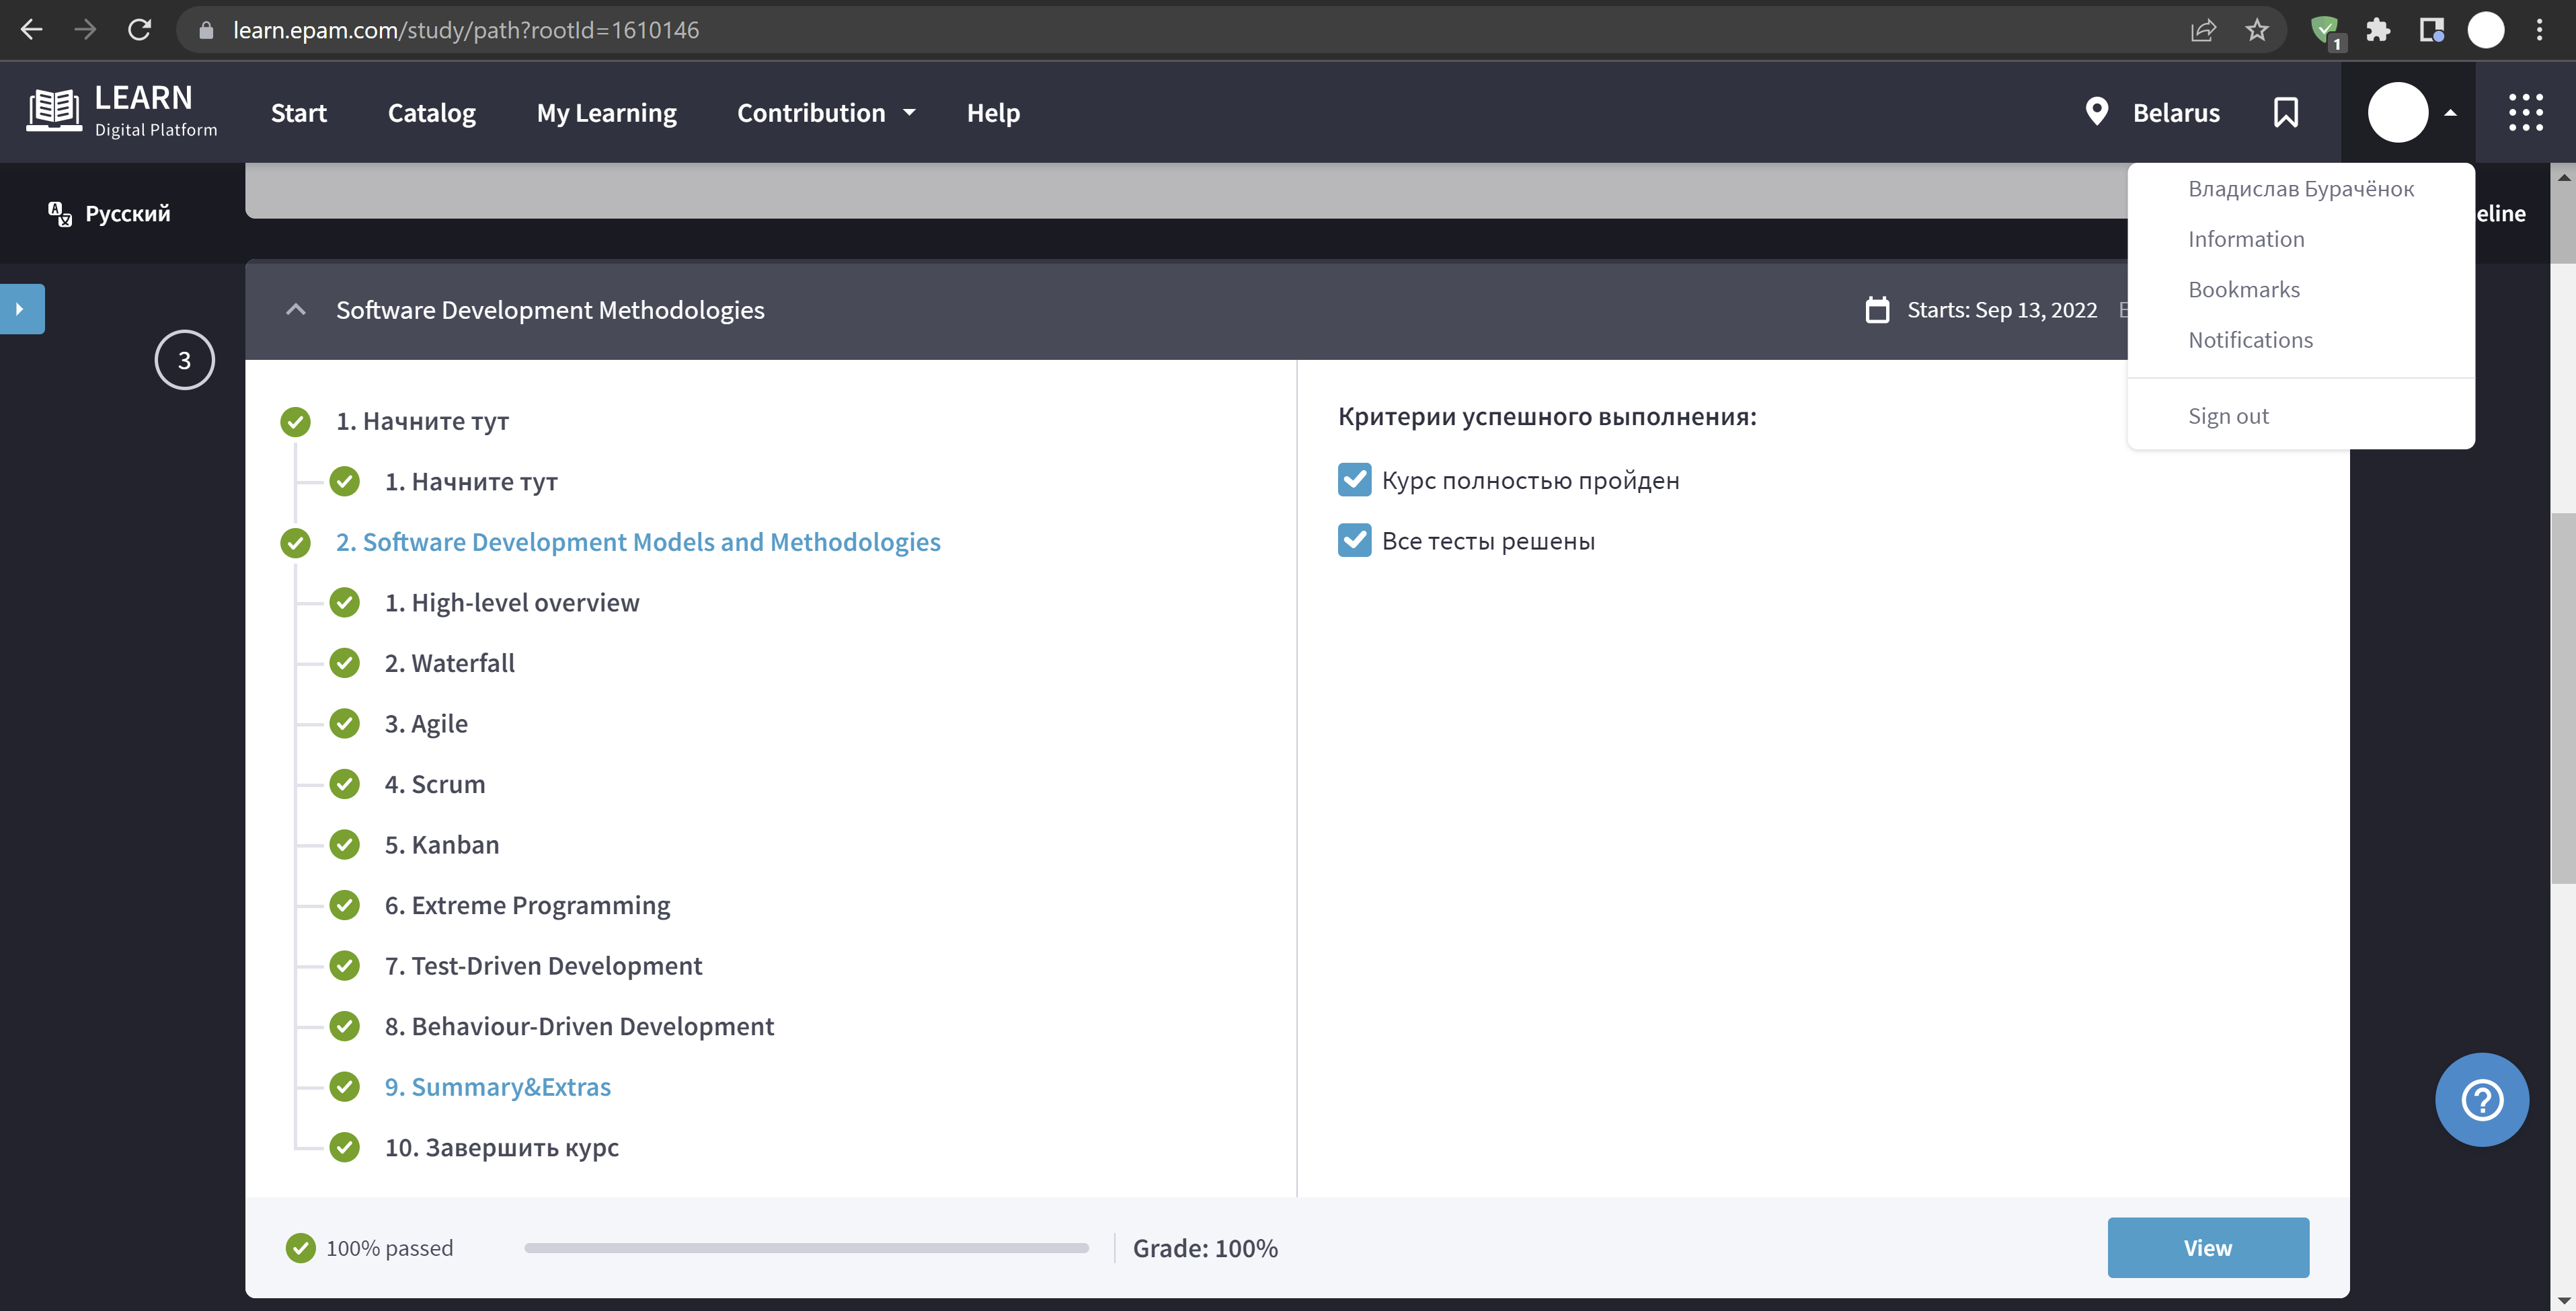 learn.epam.com/study/path?rootId=1610146
1
LEARN
Digital Platform
Start
Catalog
My Learning
Contribution
Help
Belarus
Русский
Владислав Бурачёнок
Information
Bookmarks
Notifications
Sign out
eline
Software Development Methodologies
Starts: Sep 13, 2022
3
1. Начните тут
1. Начните тут
2. Software Development Models and Methodologies
1. High-level overview
2. Waterfall
3. Agile
4. Scrum
5. Kanban
6. Extreme Programming
7. Test-Driven Development
8. Behaviour-Driven Development
9. Summary&Extras
10. Завершить курс
Критерии успешного выполнения:
Курс полностью пройден
Все тесты решены
100% passed
Grade: 100%
View